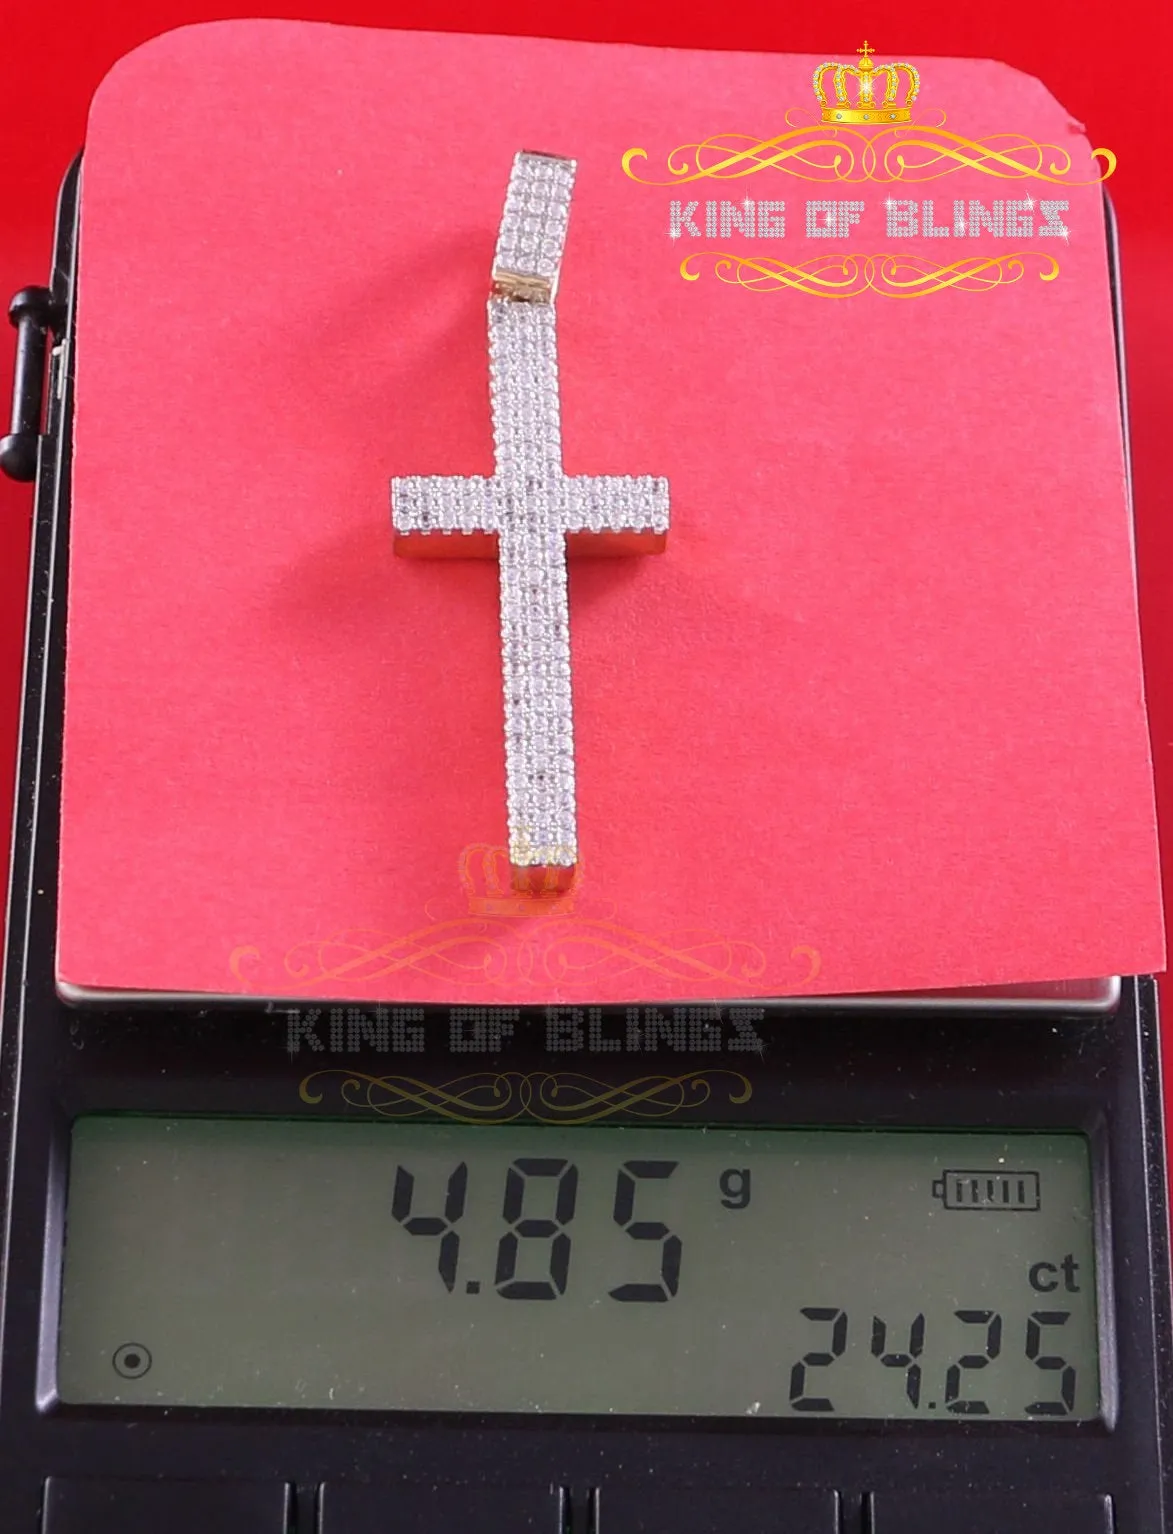 KING OF BLINGS
KING OF BLINGS
4.85 g
ct
24.25